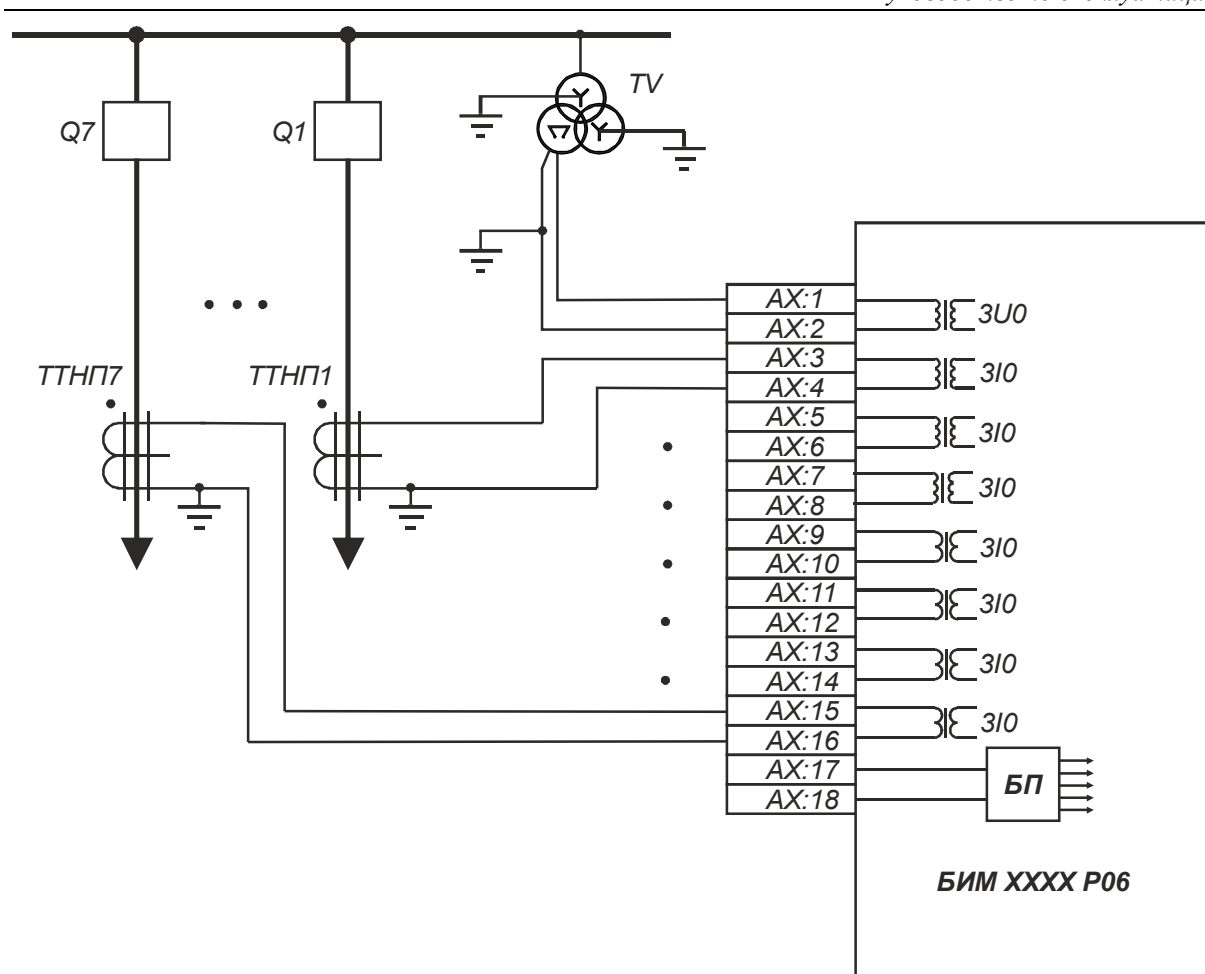 TV
Q7
Q1
ТТНП7
ТТНП1
AX:1
AX:2
AX:3
AX:4
AX:5
AX:6
AX:7
AX:8
AX:9
AX:10
AX:11
AX:12
AX:13
AX:14
AX:15
AX:16
AX:17
AX:18
3U0
3I0
3I0
3I0
3I0
3I0
3I0
3I0
БП
БИМ XXXX P06